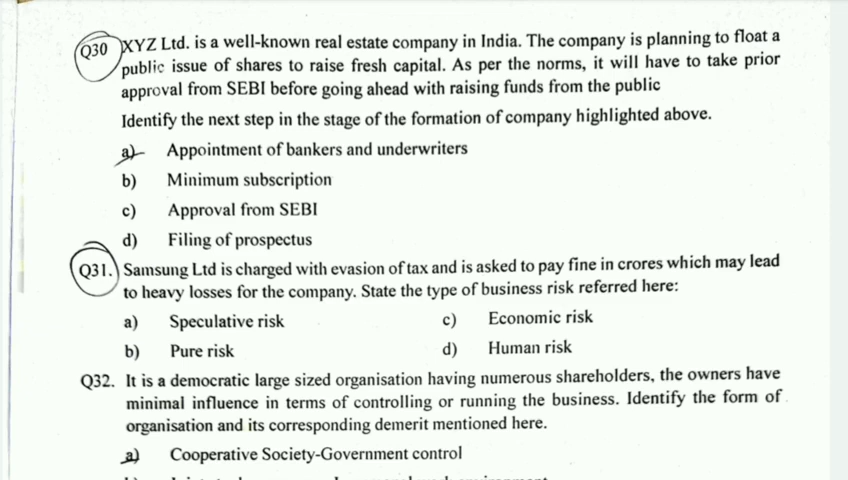 Q30 XYZ Ltd. is a well-known real estate company in India. The company is planning to float a
public issue of shares to raise fresh capital. As per the norms, it will have to take prior
approval from SEBI before going ahead with raising funds from the public
Identify the next step in the stage of the formation of company highlighted above.
a) Appointment of bankers and underwriters
b) Minimum subscription
c) Approval from SEBI
d) Filing of prospectus
Q31. Samsung Ltd is charged with evasion of tax and is asked to pay fine in crores which may lead
to heavy losses for the company. State the type of business risk referred here:
a) Speculative risk c) Economic risk
b) Pure risk d) Human risk
Q32. It is a democratic large sized organisation having numerous shareholders, the owners have
minimal influence in terms of controlling or running the business. Identify the form of
organisation and its corresponding demerit mentioned here.
a) Cooperative Society-Government control